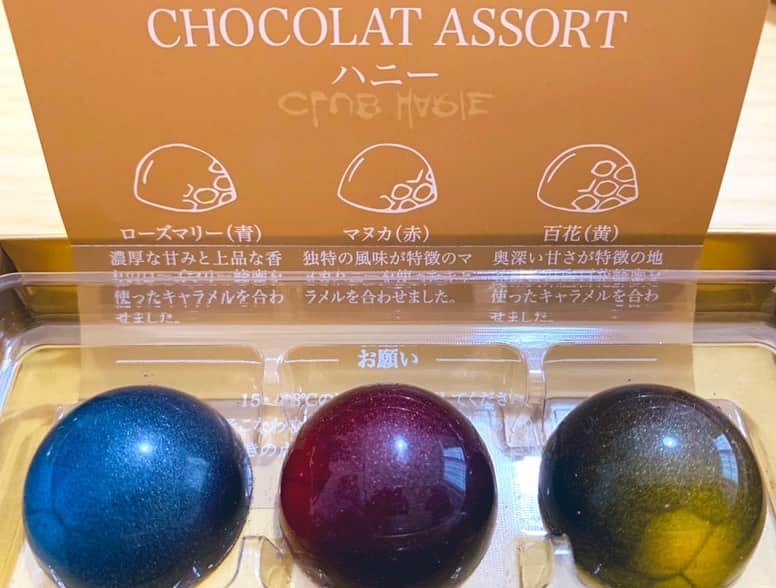 CHOCOLAT ASSORT
ハニー
CLUB HARIE
ローズマリー(青)
濃厚な甘みと上品な香
使ったキャラメルを合わ
せました。
マヌカ(赤)
独特の風味が特徴のマ
ラメルを合わせました。
百花(黄)
奥深い甘さが特徴の地
使ったキャラメルを合わ
せました。
お願い